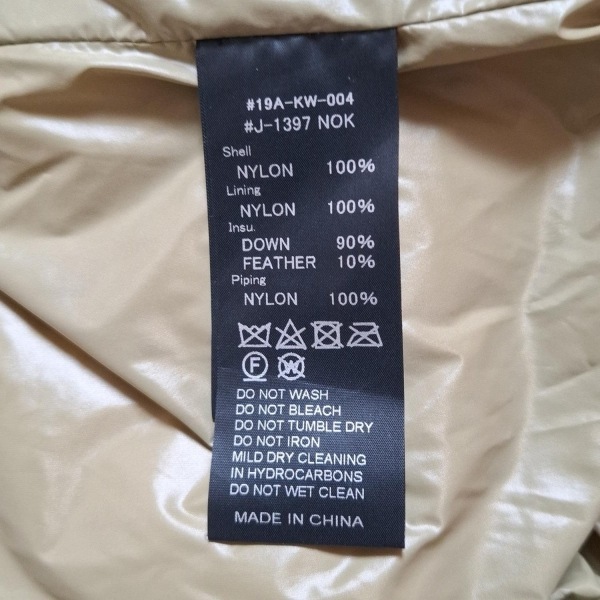 #19A-KW-004
#J-1397 NOK
Shell
NYLON 100%
Lining
NYLON 100%
Insu.
DOWN 90%
FEATHER 10%
Piping
NYLON 100%
F W
DO NOT WASH
DO NOT BLEACH
DO NOT TUMBLE DRY
DO NOT IRON
MILD DRY CLEANING
IN HYDROCARBONS
DO NOT WET CLEAN
MADE IN CHINA